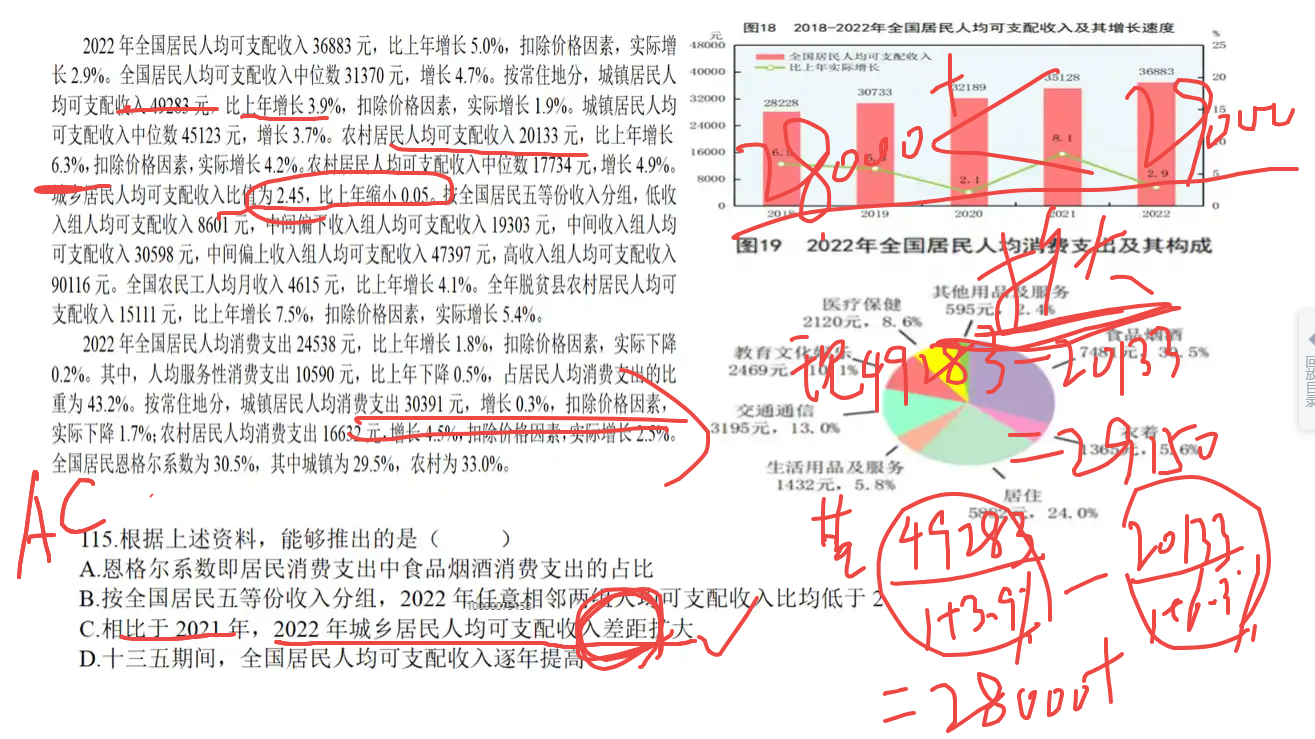 2022 年全国居民人均可支配收入 36883 元，比上年增长 5.0%，扣除价格因素，实际增
长 2.9%。全国居民人均可支配收入中位数 31370 元，增长 4.7%。按常住地分，城镇居民人
均可支配收入 49283 元，比上年增长 3.9%，扣除价格因素，实际增长 1.9%。城镇居民人均
可支配收入中位数 45123 元，增长 3.7%。农村居民人均可支配收入 20133 元，比上年增长
6.3%，扣除价格因素，实际增长 4.2%。农村居民人均可支配收入中位数 17734 元，增长 4.9%。
城乡居民人均可支配收入比值为 2.45，比上年缩小 0.05。按全国居民五等份收入分组，低收
入组人均可支配收入 8601 元，中间偏下收入组人均可支配收入 19303 元，中间收入组人均
可支配收入 30598 元，中间偏上收入组人均可支配收入 47397 元，高收入组人均可支配收入
90116 元。全国农民工人均月收入 4615 元，比上年增长 4.1%。全年脱贫县农村居民人均可
支配收入 15111 元，比上年增长 7.5%，扣除价格因素，实际增长 5.4%。
2022 年全国居民人均消费支出 24538 元，比上年增长 1.8%，扣除价格因素，实际下降
0.2%。其中，人均服务性消费支出 10590 元，比上年下降 0.5%，占居民人均消费支出的比
重为 43.2%。按常住地分，城镇居民人均消费支出 30391 元，增长 0.3%，扣除价格因素，
实际下降 1.7%；农村居民人均消费支出 16632 元，增长 4.5%，扣除价格因素，实际增长 2.5%。
全国居民恩格尔系数为 30.5%，其中城镇为 29.5%，农村为 33.0%。
AC
115.根据上述资料，能够推出的是（ ）
A.恩格尔系数即居民消费支出中食品烟酒消费支出的占比
B.按全国居民五等份收入分组，2022 年任意相邻两组人均可支配收入比均低于 2
C.相比于 2021 年，2022 年城乡居民人均可支配收入差距扩大
D.十三五期间，全国居民人均可支配收入逐年提高
图18 2018-2022年全国居民人均可支配收入及其增长速度
元 %
全国居民人均可支配收入
比上年实际增长
48000 25
40000 20
32000 15
24000
16000 5
8000
0 0
28228 30733 32189 35128 36883
2.1 8.1 2.9
2018 2019 2020 2021 2022
28000+ < 29000
图19 2022年全国居民人均消费支出及其构成
扩大
其他用品及服务
595元，2.4%
医疗保健
2120元，8.6%
食品烟酒
教育文化娱乐
交通通信
3195元，13.0%
衣着
1365元，5.6%
生活用品及服务
1432元，5.8%
居住
24.0%
现 49283-20133
=29150
基 49283/1+3.9% - 20133/1+6.3%
=28000+
回放目录